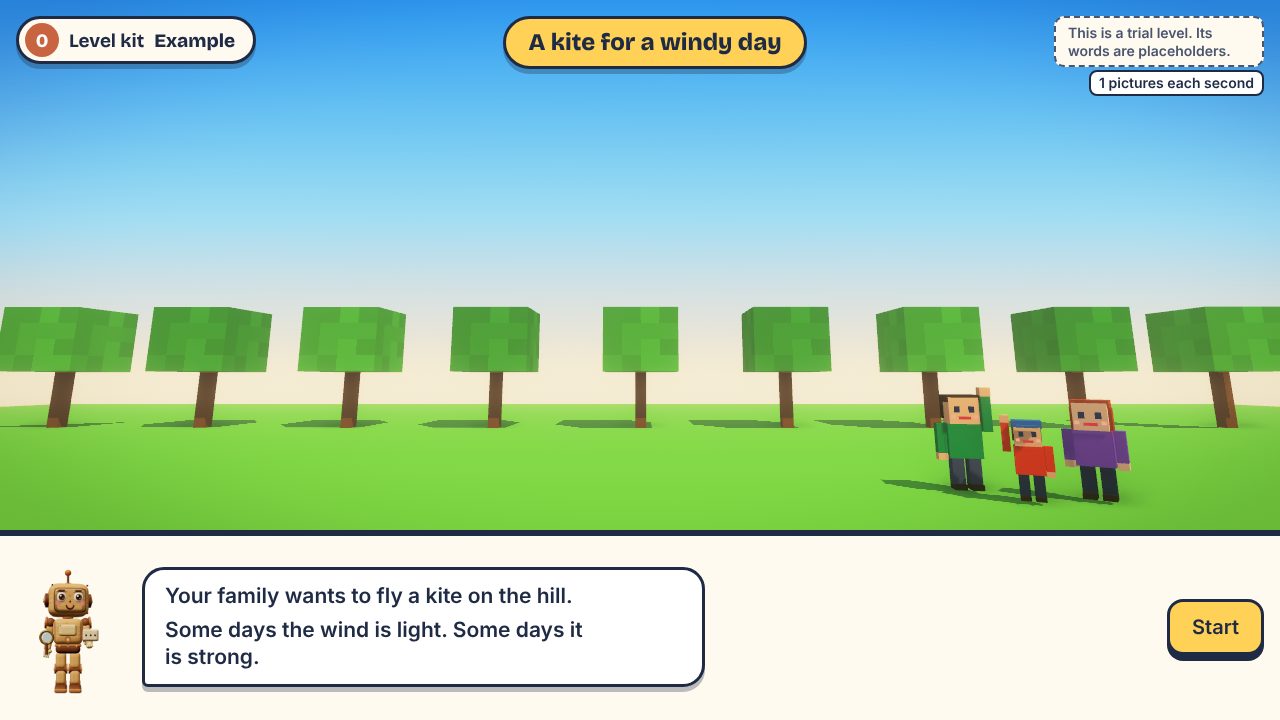 0 Level kit Example
A kite for a windy day
This is a trial level. Its
words are placeholders.
1 pictures each second
Your family wants to fly a kite on the hill.
Some days the wind is light. Some days it
is strong.
Start